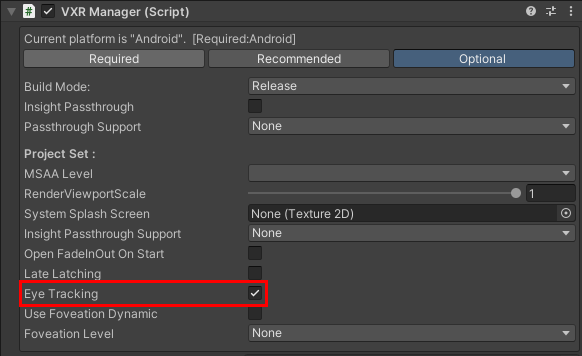 VXR Manager (Script)
Current platform is "Android". [Required:Android]
Required Recommended Optional
Build Mode: Release
Insight Passthrough
Passthrough Support None
Project Set :
MSAA Level
RenderViewportScale 1
System Splash Screen None (Texture 2D)
Insight Passthrough Support None
Open FadeInOut On Start
Late Latching
Eye Tracking
Use Foveation Dynamic
Foveation Level None